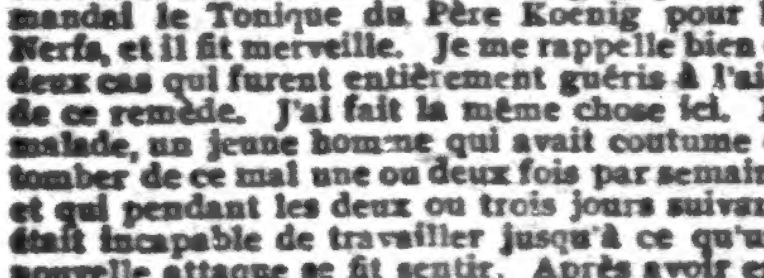 mandai le Tonique du Père Koenig pour
Nerfs, et il fit merveille. Je me rappelle bien
deux cas qui furent entièrement guéris à l'ai
de ce remède. J'ai fait la même chose ici.
malade, un jeune homme qui avait coutume
tomber de ce mal une ou deux fois par semain
et qui pendant les deux ou trois jours suivan
était incapable de travailler jusqu'à ce qu'u
nouvelle attaque se fit sentir. Après avoir